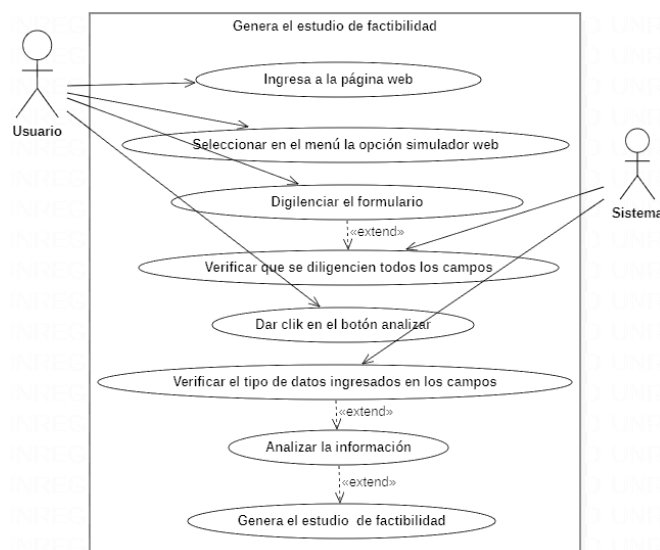 Genera el estudio de factibilidad
Ingresa a la página web
Usuario
Seleccionar en el menú la opción simulador web
Digilenciar el formulario
Sistema
«extend»
Verificar que se diligencien todos los campos
Dar clik en el botón analizar
Verificar el tipo de datos ingresados en los campos
«extend»
Analizar la información
«extend»
Genera el estudio de factibilidad